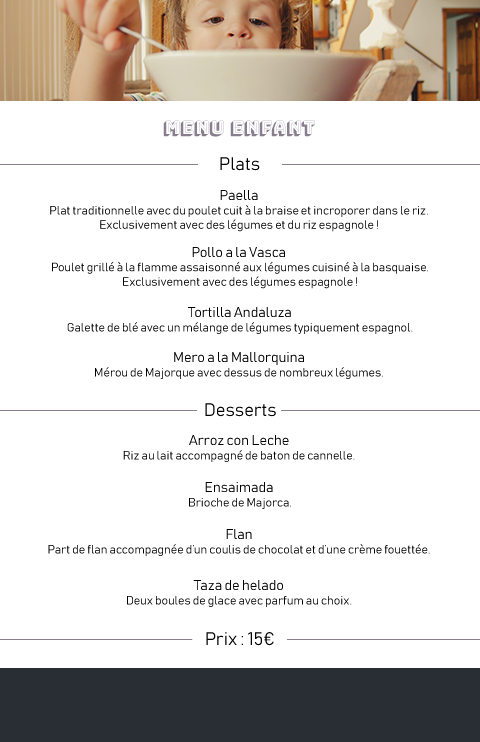 MENU ENFANT
Plats
Paella
Plat traditionnelle avec du poulet cuit à la braise et incroporer dans le riz.
Exclusivement avec des légumes et du riz espagnole !
Pollo a la Vasca
Poulet grillé à la flamme assaisonné aux légumes cuisiné à la basquaise.
Exclusivement avec des légumes espagnole !
Tortilla Andaluza
Galette de blé avec un mélange de légumes typiquement espagnol.
Mero a la Mallorquina
Mérou de Majorque avec dessus de nombreux légumes.
Desserts
Arroz con Leche
Riz au lait accompagné de baton de cannelle.
Ensaimada
Brioche de Majorca.
Flan
Part de flan accompagnée d'un coulis de chocolat et d'une crème fouettée.
Taza de helado
Deux boules de glace avec parfum au choix.
Prix : 15€